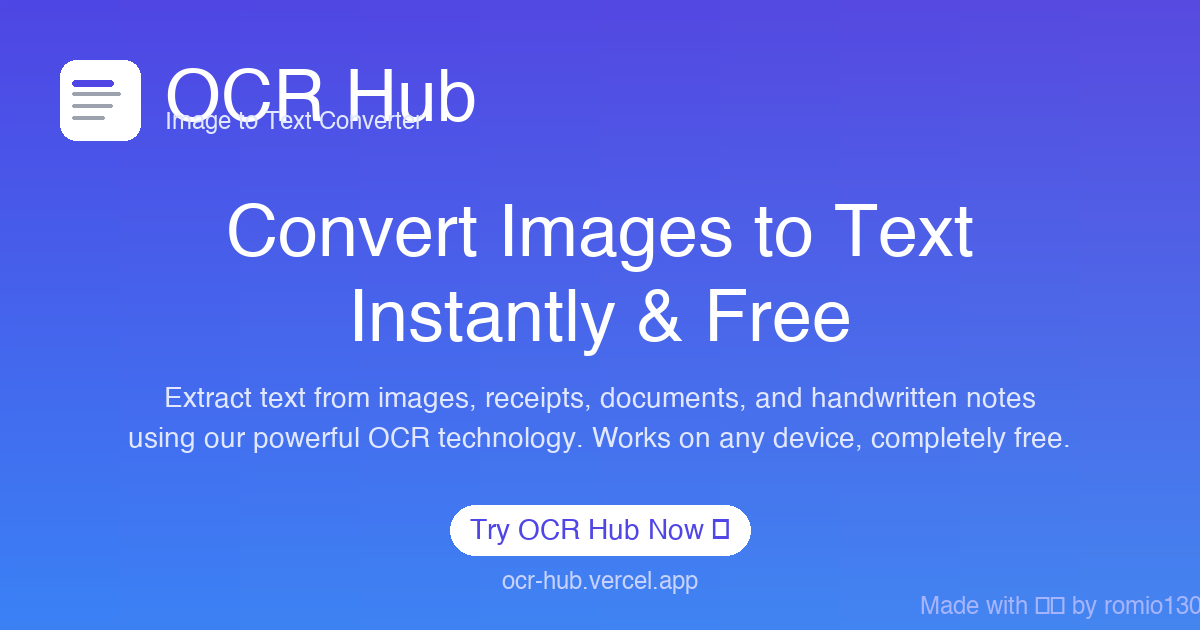 OCR Hub
Image to Text Converter
Convert Images to Text
Instantly & Free
Extract text from images, receipts, documents, and handwritten notes
using our powerful OCR technology. Works on any device, completely free.
Try OCR Hub Now □
ocr-hub.vercel.app
Made with □□ by romio130